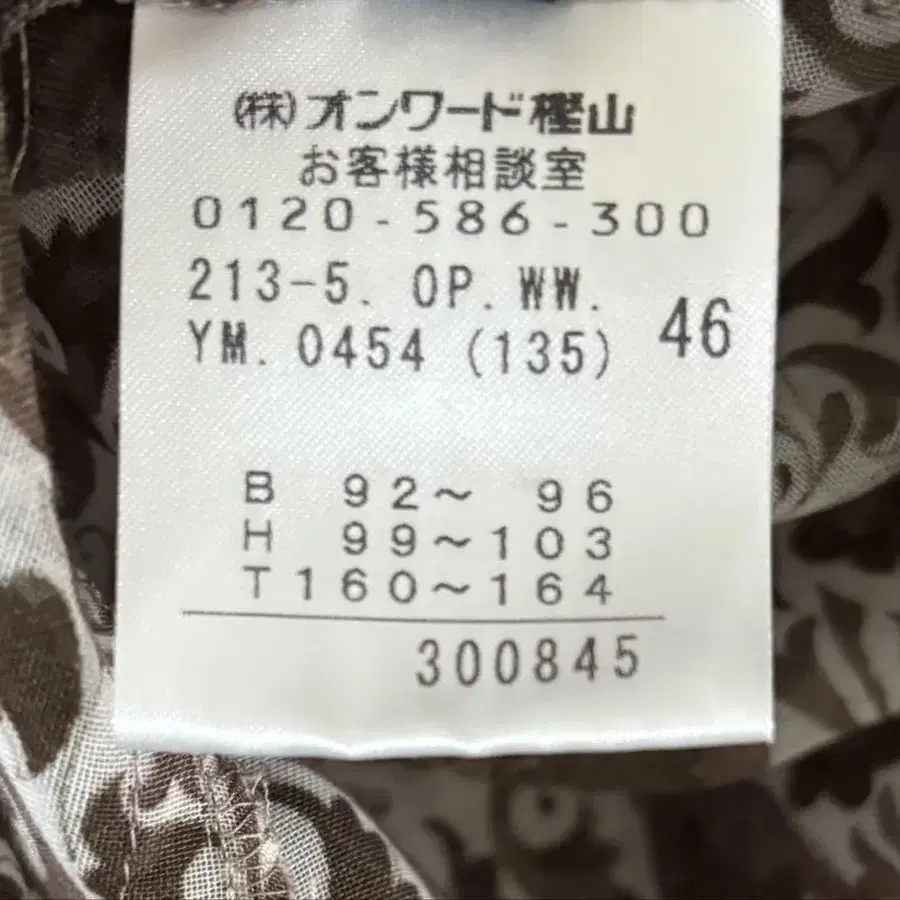 (株)オンワード樫山
お客様相談室
0120-586-300
213-5. OP. WW.
YM. 0454 (135) 46
B 92～ 96
H 99～103
T160～164
300845